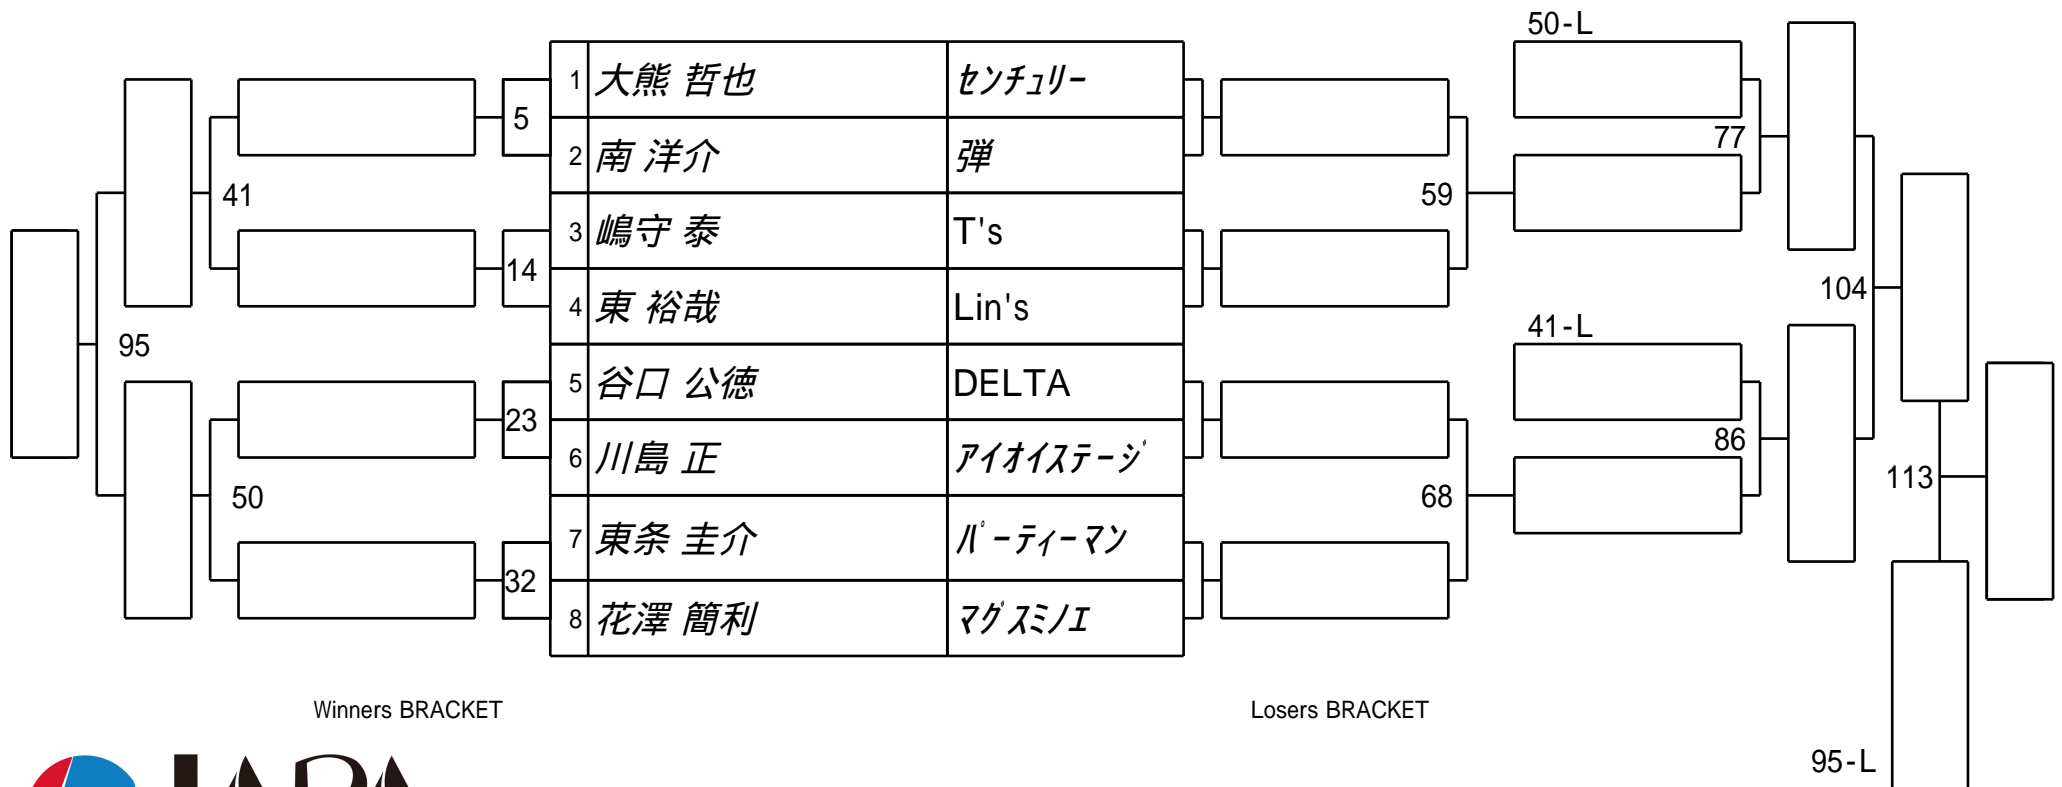 50-L
1 大熊 哲也 センチュリー
5
2 南 洋介 弾
77
41
59
3 嶋守 泰 T's
14
4 東 裕哉 Lin's
104
41-L
95
5 谷口 公徳 DELTA
23
86
6 川島 正 アイオイステージ
50
68
113
7 東条 圭介 パーティーマン
32
8 花澤 簡利 マグスミノエ
Winners BRACKET
Losers BRACKET
95-L
JAPA